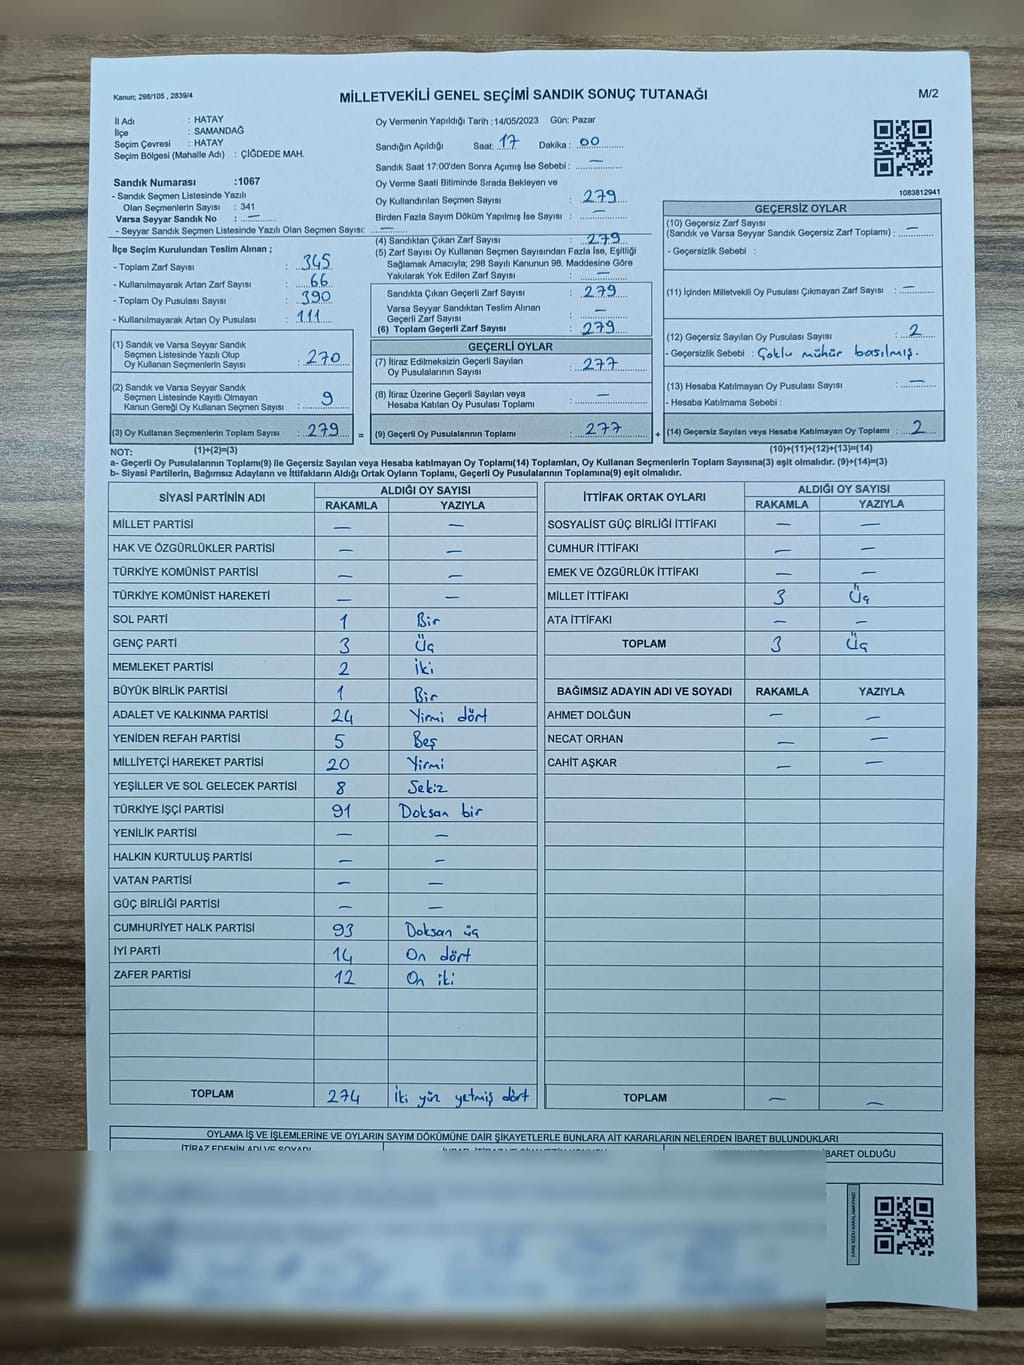 Kanun; 298/105 , 2839/4
MİLLETVEKİLİ GENEL SEÇİMİ SANDIK SONUÇ TUTANAĞI
M/2
İl Adı : HATAY
İlçe : SAMANDAĞ
Seçim Çevresi : HATAY
Seçim Bölgesi (Mahalle Adı) : ÇİĞDEDE MAH.
Sandık Numarası :1067
- Sandık Seçmen Listesinde Yazılı
Olan Seçmenlerin Sayısı : 341
Varsa Seyyar Sandık No : —
- Seyyar Sandık Seçmen Listesinde Yazılı Olan Seçmen Sayısı: —
İlçe Seçim Kurulundan Teslim Alınan ;
- Toplam Zarf Sayısı : 345
- Kullanılmayarak Artan Zarf Sayısı : 66
- Toplam Oy Pusulası Sayısı : 390
- Kullanılmayarak Artan Oy Pusulası : 111
(1) Sandık ve Varsa Seyyar Sandık
Seçmen Listesinde Yazılı Olup
Oy Kullanan Seçmenlerin Sayısı : 270
(2) Sandık ve Varsa Seyyar Sandık
Seçmen Listesinde Kayıtlı Olmayan
Kanun Gereği Oy Kullanan Seçmen Sayısı : 9
(3) Oy Kullanan Seçmenlerin Toplam Sayısı : 279 =
Oy Vermenin Yapıldığı Tarih :14/05/2023 Gün: Pazar
Sandığın Açıldığı Saat: 17 Dakika : 00
Sandık Saat 17:00'den Sonra Açımış İse Sebebi : —
Oy Verme Saati Bitiminde Sırada Bekleyen ve
Oy Kullandırılan Seçmen Sayısı : 279
Birden Fazla Sayım Döküm Yapılmış İse Sayısı : —
(4) Sandıktan Çıkan Zarf Sayısı : 279
(5) Zarf Sayısı Oy Kullanan Seçmen Sayısından Fazla İse, Eşitliği
Sağlamak Amacıyla; 298 Sayılı Kanunun 98. Maddesine Göre
Yakılarak Yok Edilen Zarf Sayısı : —
Sandıkta Çıkan Geçerli Zarf Sayısı : 279
Varsa Seyyar Sandıktan Teslim Alınan
Geçerli Zarf Sayısı : —
(6) Toplam Geçerli Zarf Sayısı : 279
GEÇERLİ OYLAR
(7) İtiraz Edilmeksizin Geçerli Sayılan
Oy Pusulalarının Sayısı : 277
(8) İtiraz Üzerine Geçerli Sayılan veya
Hesaba Katılan Oy Pusulası Toplamı : —
(9) Geçerli Oy Pusulalarının Toplamı : 277 +
1083812941
GEÇERSİZ OYLAR
(10) Geçersiz Zarf Sayısı
(Sandık ve Varsa Seyyar Sandık Geçersiz Zarf Toplamı) : —
- Geçersizlik Sebebi :
(11) İçinden Milletvekili Oy Pusulası Çıkmayan Zarf Sayısı : —
(12) Geçersiz Sayılan Oy Pusulası Sayısı : 2
- Geçersizlik Sebebi : Çoklu mühür basılmış.
(13) Hesaba Katılmayan Oy Pusulası Sayısı : —
- Hesaba Katılmama Sebebi :
(14) Geçersiz Sayılan veya Hesaba Katılmayan Oy Toplamı : 2
NOT: (1)+(2)=(3) (10)+(11)+(12)+(13)=(14)
a- Geçerli Oy Pusulalarının Toplamı(9) ile Geçersiz Sayılan veya Hesaba katılmayan Oy Toplamı(14) Toplamları, Oy Kullanan Seçmenlerin Toplam Sayısına(3) eşit olmalıdır. (9)+(14)=(3)
b- Siyasi Partilerin, Bağımsız Adayların ve İttifakların Aldığı Ortak Oyların Toplamı, Geçerli Oy Pusulalarının Toplamına(9) eşit olmalıdır.
SİYASİ PARTİNİN ADI ALDIĞI OY SAYISI
RAKAMLA YAZIYLA
MİLLET PARTİSİ — —
HAK VE ÖZGÜRLÜKLER PARTİSİ — —
TÜRKİYE KOMÜNİST PARTİSİ — —
TÜRKİYE KOMÜNİST HAREKETİ — —
SOL PARTİ 1 Bir
GENÇ PARTİ 3 Üç
MEMLEKET PARTİSİ 2 İki
BÜYÜK BİRLİK PARTİSİ 1 Bir
ADALET VE KALKINMA PARTİSİ 24 Yirmi dört
YENİDEN REFAH PARTİSİ 5 Beş
MİLLİYETÇİ HAREKET PARTİSİ 20 Yirmi
YEŞİLLER VE SOL GELECEK PARTİSİ 8 Sekiz
TÜRKİYE İŞÇİ PARTİSİ 91 Doksan bir
YENİLİK PARTİSİ — —
HALKIN KURTULUŞ PARTİSİ — —
VATAN PARTİSİ — —
GÜÇ BİRLİĞİ PARTİSİ — —
CUMHURİYET HALK PARTİSİ 93 Doksan üç
İYİ PARTİ 14 On dört
ZAFER PARTİSİ 12 On iki
TOPLAM 274 İki yüz yetmiş dört
İTTİFAK ORTAK OYLARI ALDIĞI OY SAYISI
RAKAMLA YAZIYLA
SOSYALİST GÜÇ BİRLİĞİ İTTİFAKI — —
CUMHUR İTTİFAKI — —
EMEK VE ÖZGÜRLÜK İTTİFAKI — —
MİLLET İTTİFAKI 3 Üç
ATA İTTİFAKI — —
TOPLAM 3 Üç
BAĞIMSIZ ADAYIN ADI VE SOYADI RAKAMLA YAZIYLA
AHMET DOLĞUN — —
NECAT ORHAN — —
CAHİT AŞKAR — —
TOPLAM — —
OYLAMA İŞ VE İŞLEMLERİNE VE OYLARIN SAYIM DÖKÜMÜNE DAİR ŞİKAYETLERLE BUNLARA AİT KARARLARIN NELERDEN İBARET BULUNDUKLARI
İTİRAZ EDENİN ADI VE SOYADI
İBARET OLDUĞU